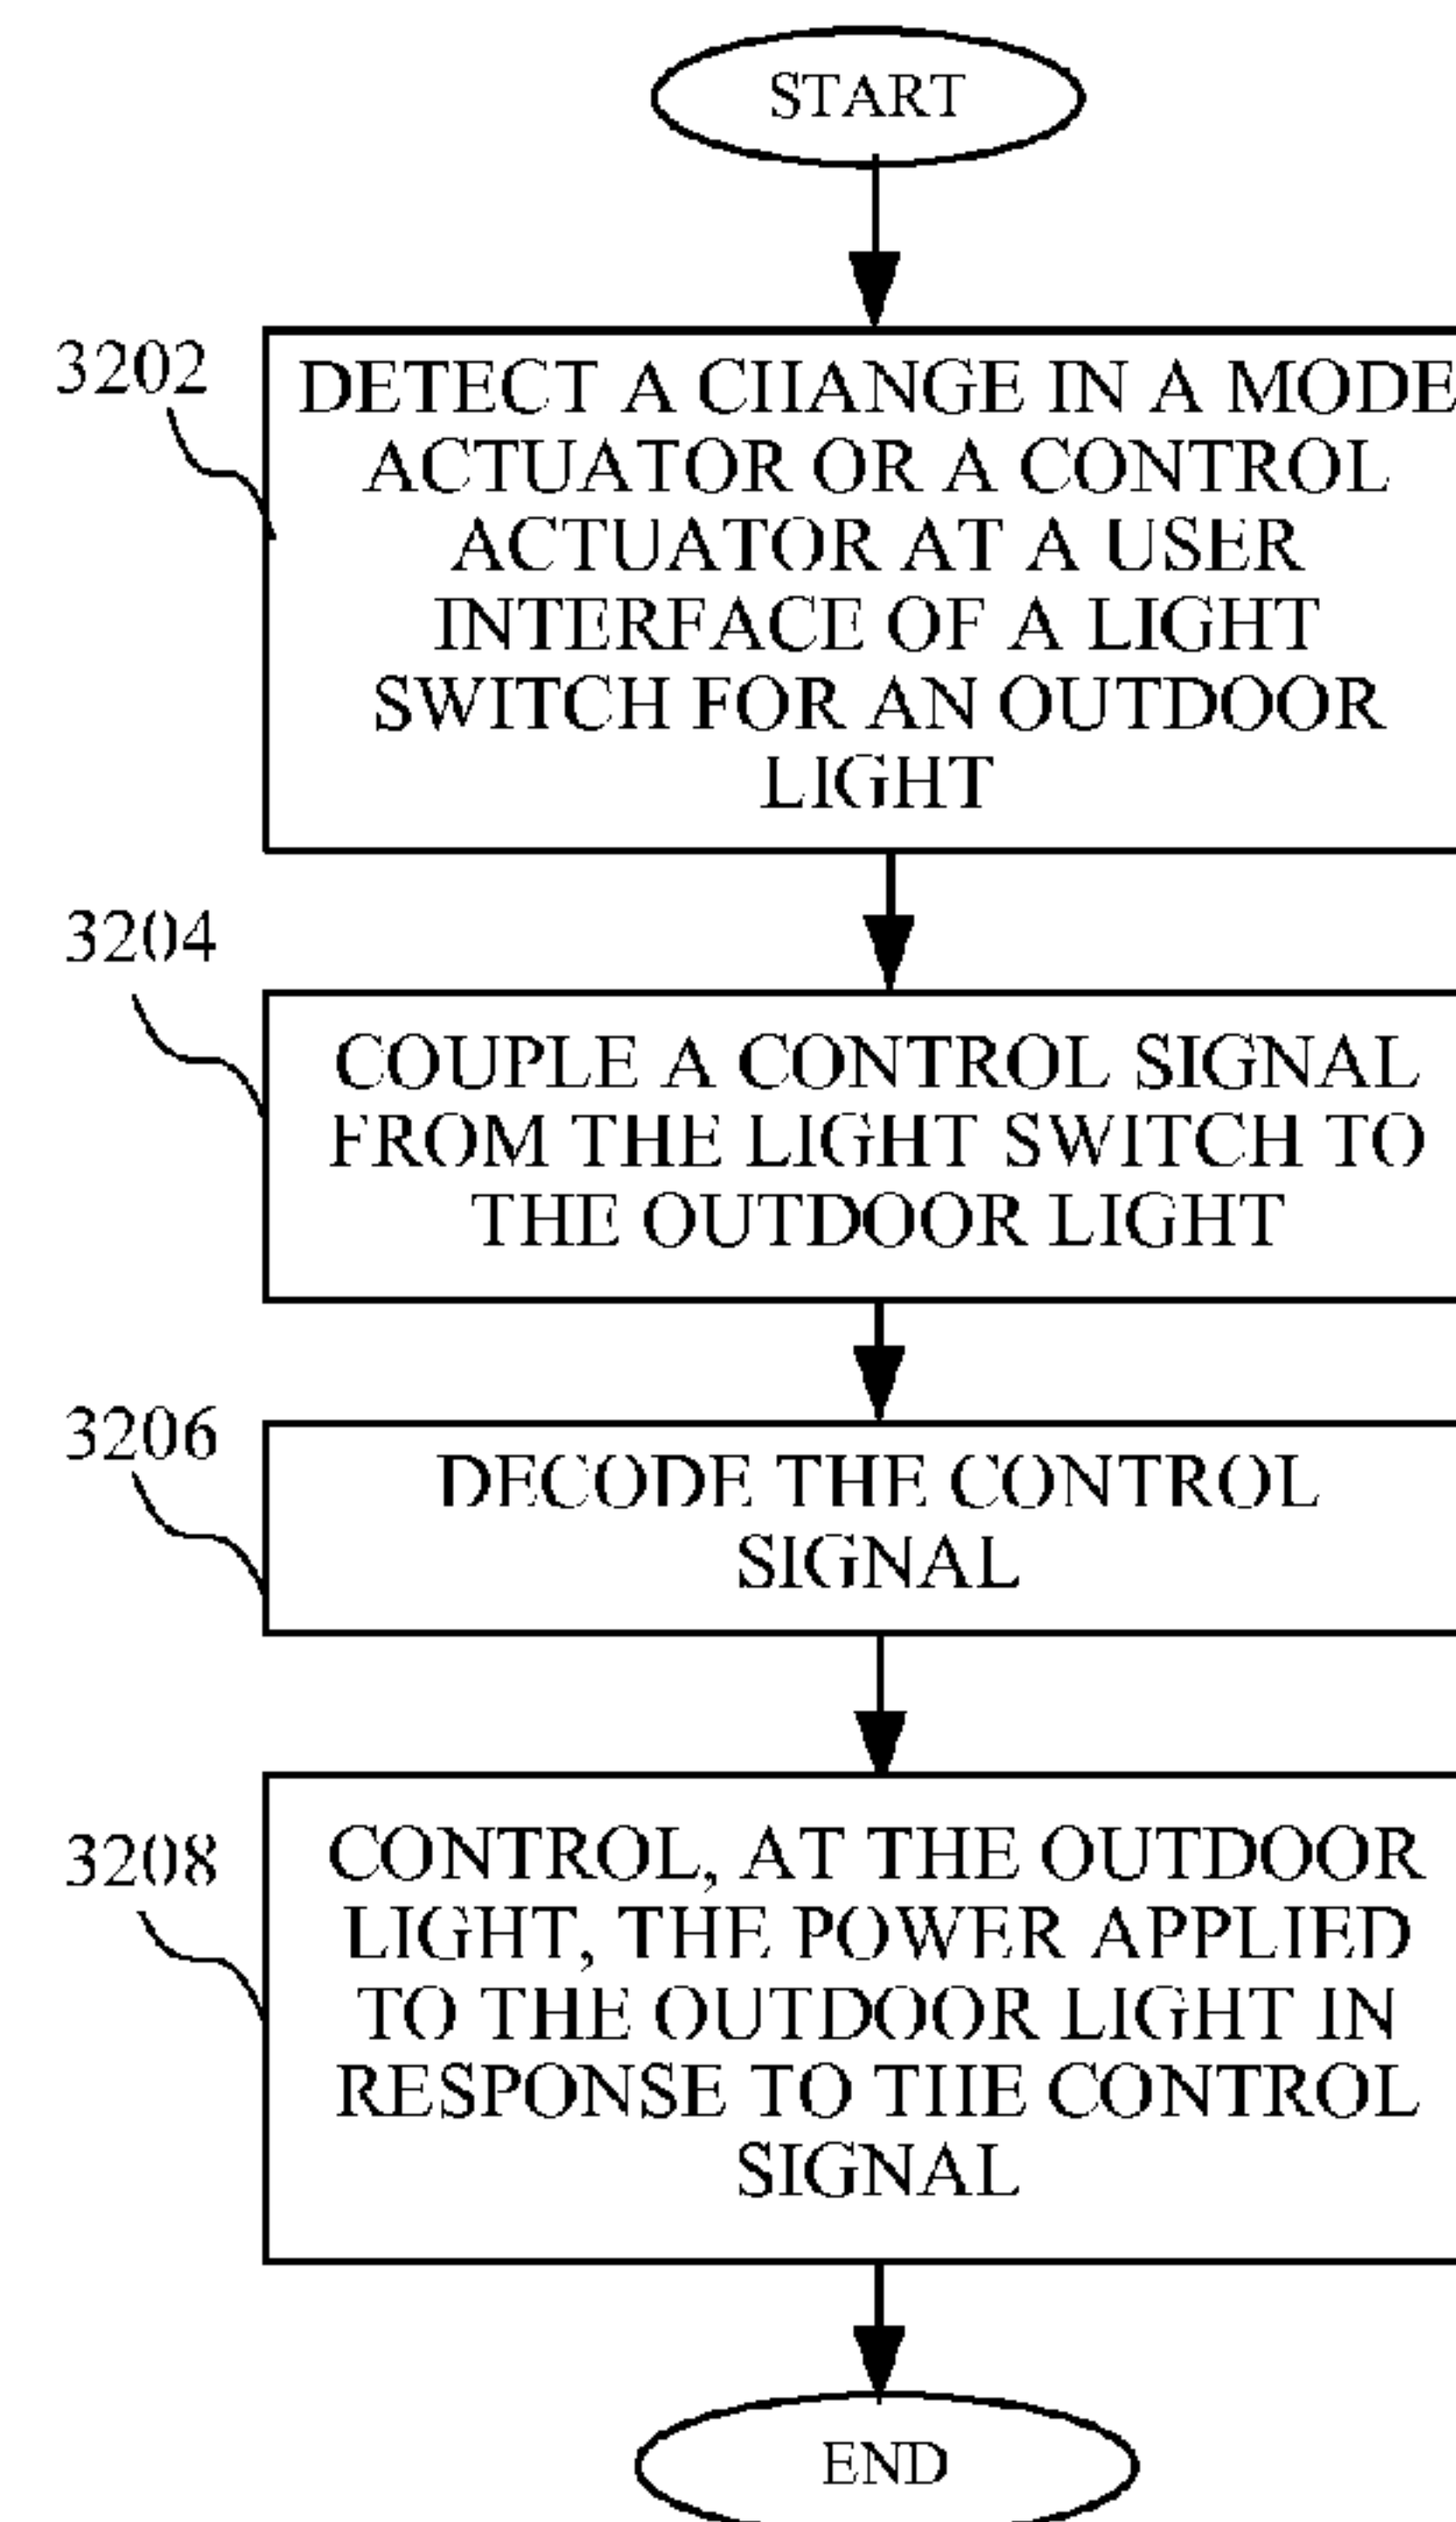 START
3202
DETECT A CHANGE IN A MODE
ACTUATOR OR A CONTROL
ACTUATOR AT A USER
INTERFACE OF A LIGHT
SWITCH FOR AN OUTDOOR
LIGHT
3204
COUPLE A CONTROL SIGNAL
FROM THE LIGHT SWITCH TO
THE OUTDOOR LIGHT
3206
DECODE THE CONTROL
SIGNAL
3208
CONTROL, AT THE OUTDOOR
LIGHT, THE POWER APPLIED
TO THE OUTDOOR LIGHT IN
RESPONSE TO THE CONTROL
SIGNAL
END